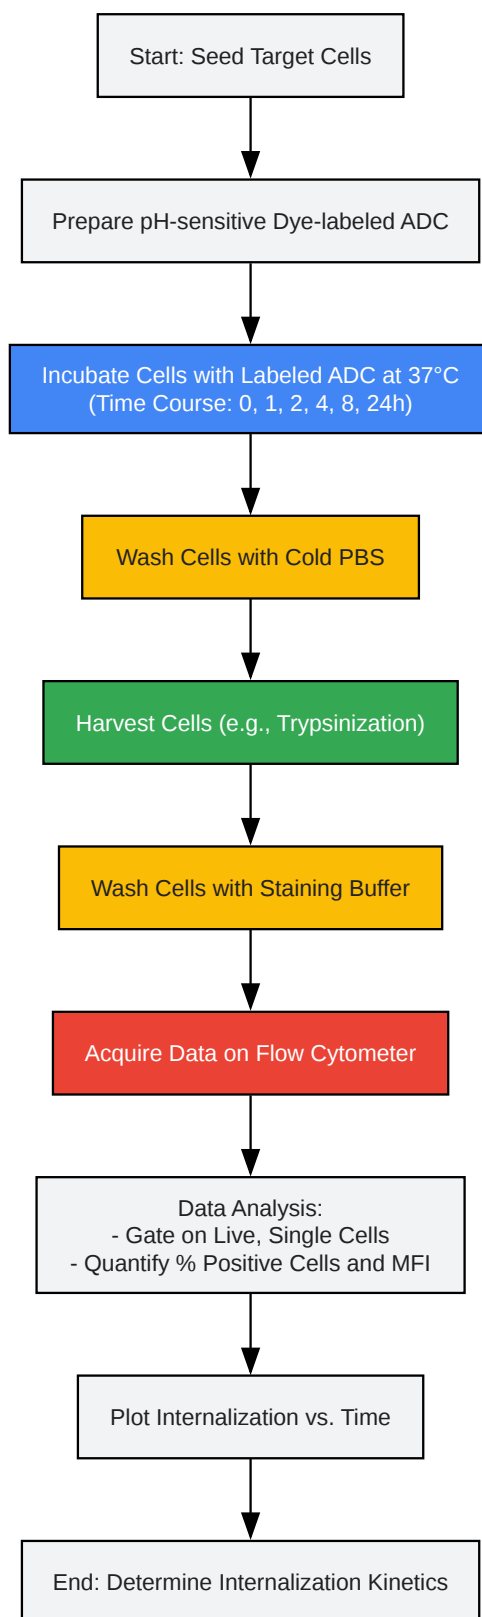 Start: Seed Target Cells
Prepare pH-sensitive Dye-labeled ADC
Incubate Cells with Labeled ADC at 37°C
(Time Course: 0, 1, 2, 4, 8, 24h)
Wash Cells with Cold PBS
Harvest Cells (e.g., Trypsinization)
Wash Cells with Staining Buffer
Acquire Data on Flow Cytometer
Data Analysis:
- Gate on Live, Single Cells
- Quantify % Positive Cells and MFI
Plot Internalization vs. Time
End: Determine Internalization Kinetics